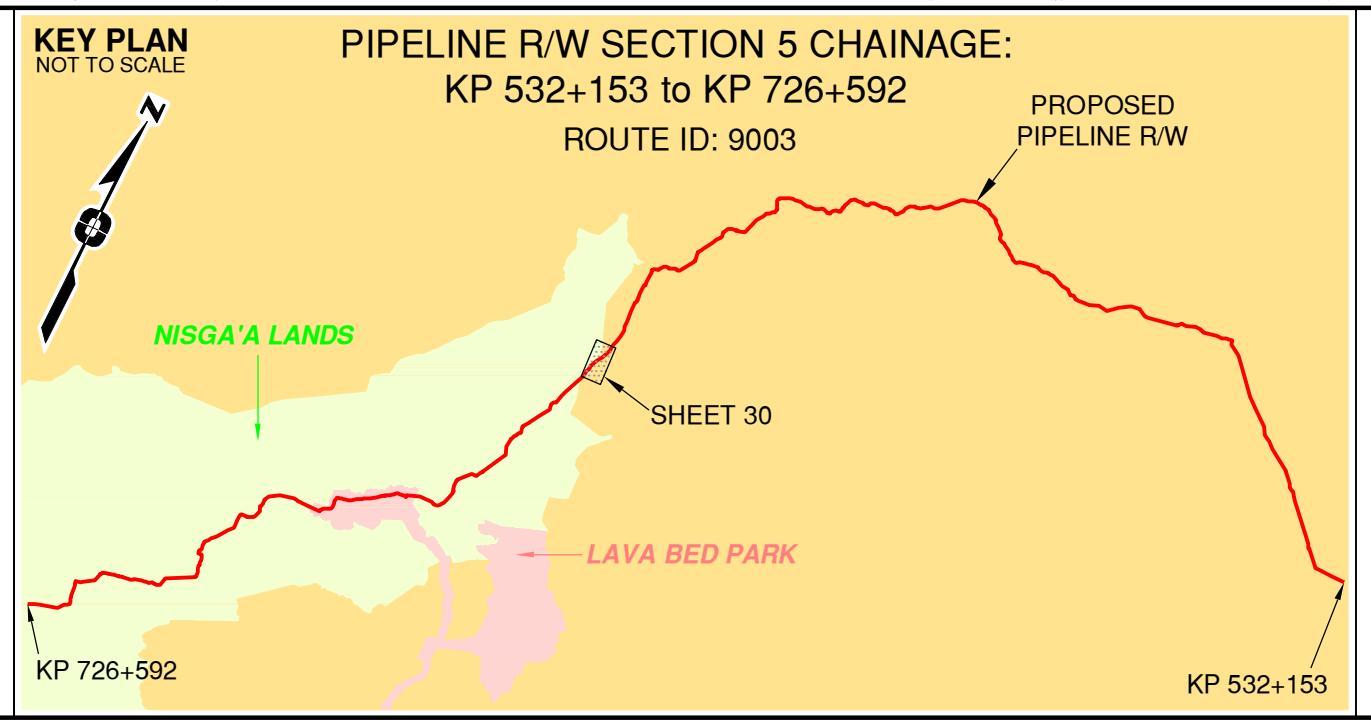 KEY PLAN
NOT TO SCALE
PIPELINE R/W SECTION 5 CHAINAGE:
KP 532+153 to KP 726+592
ROUTE ID: 9003
PROPOSED
PIPELINE R/W
N
NISGA'A LANDS
SHEET 30
LAVA BED PARK
KP 726+592
KP 532+153